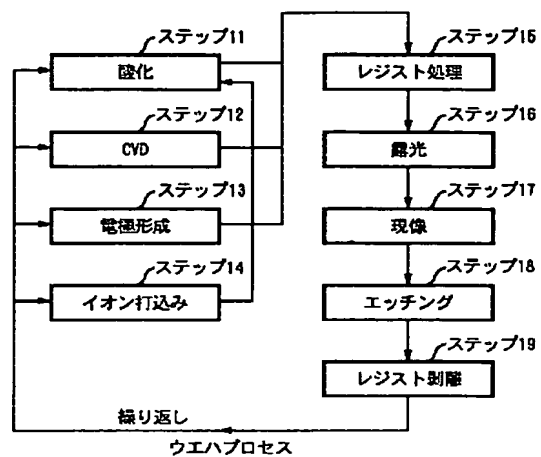 ステップ11
酸化
ステップ12
CVD
ステップ13
電極形成
ステップ14
イオン打込み
ステップ15
レジスト処理
ステップ16
露光
ステップ17
現像
ステップ18
エッチング
ステップ19
レジスト剥離
繰り返し
ウエハプロセス